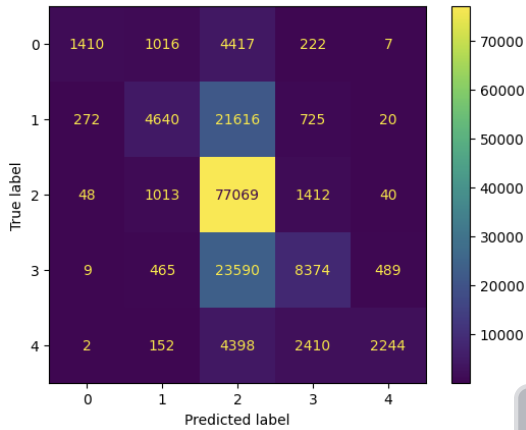 0 1410 1016 4417 222 7
1 272 4640 21616 725 20
2 48 1013 77069 1412 40
3 9 465 23590 8374 489
4 2 152 4398 2410 2244
0 1 2 3 4
Predicted label
True label
70000
60000
50000
40000
30000
20000
10000